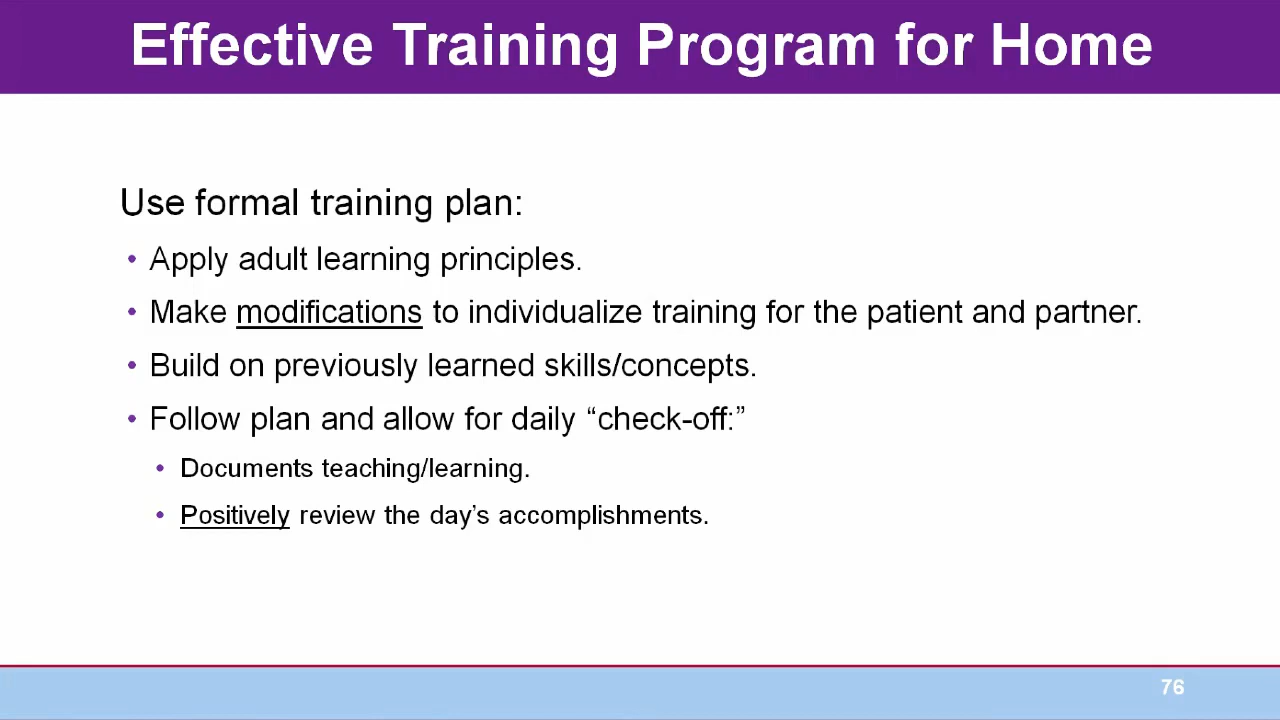 Effective Training Program for Home
Use formal training plan:
• Apply adult learning principles.
• Make modifications to individualize training for the patient and partner.
• Build on previously learned skills/concepts.
• Follow plan and allow for daily “check-off:”
• Documents teaching/learning.
• Positively review the day’s accomplishments.
76